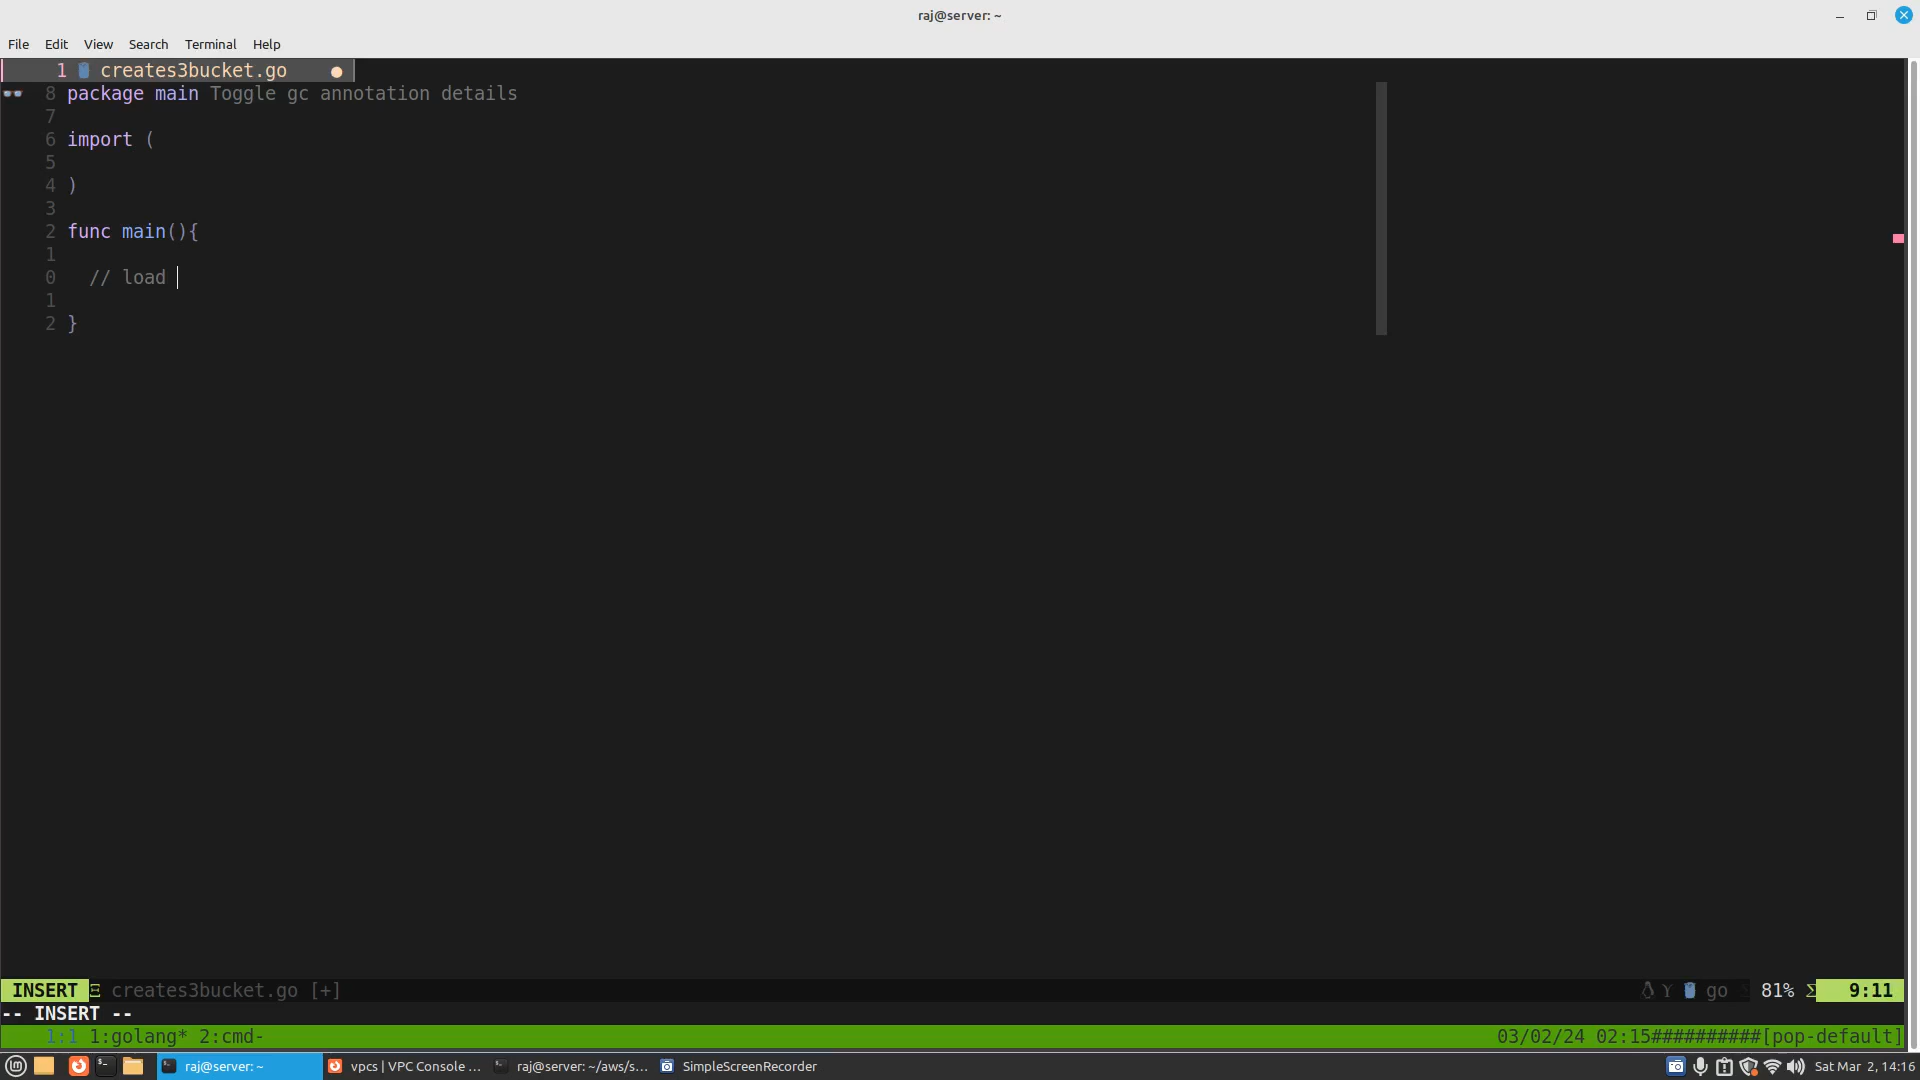 raj@server: ~
File Edit View Search Terminal Help
1 creates3bucket.go
8 package main Toggle gc annotation details
7
6 import (
5
4 )
3
2 func main(){
1
0 // load
1
2 }
INSERT creates3bucket.go [+] go 81% 9:11
-- INSERT --
1:1 1:golang* 2:cmd- 03/02/24 02:15##########[pop-default]
raj@server: ~ vpcs | VPC Console ... raj@server: ~/aws/s... SimpleScreenRecorder Sat Mar 2, 14:16